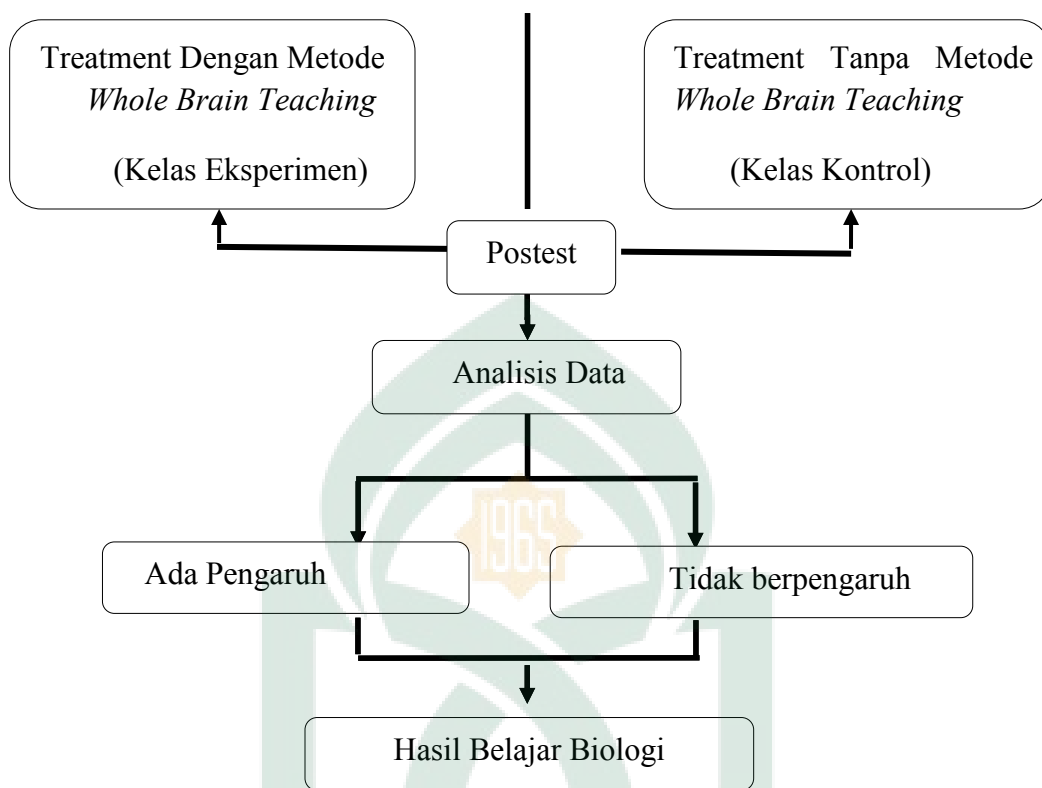 Treatment Dengan Metode
Whole Brain Teaching
(Kelas Eksperimen)
Treatment Tanpa Metode
Whole Brain Teaching
(Kelas Kontrol)
Postest
Analisis Data
1965
Ada Pengaruh
Tidak berpengaruh
Hasil Belajar Biologi